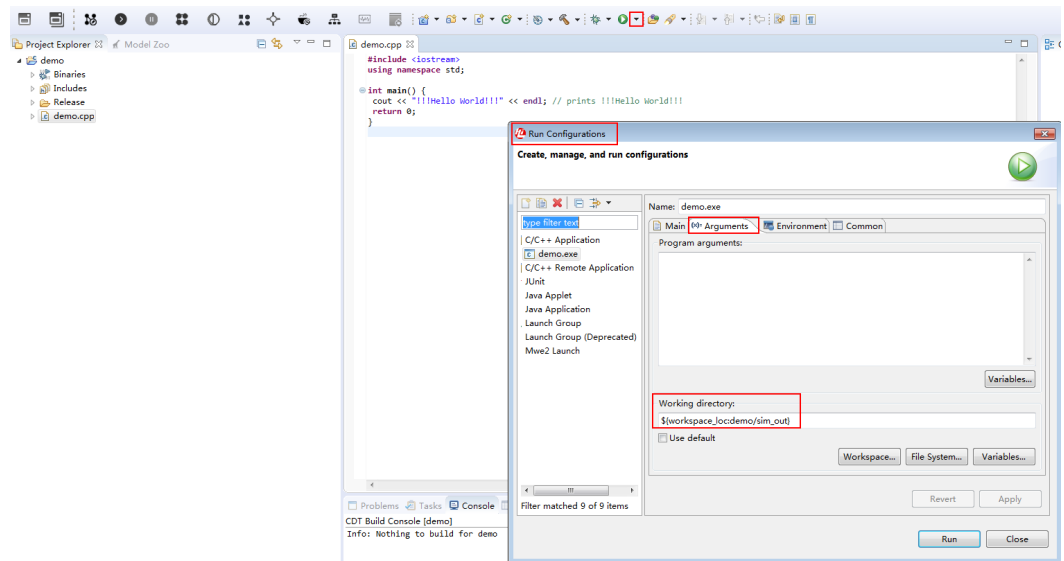 Project Explorer
Model Zoo
demo
Binaries
Includes
Release
demo.cpp
demo.cpp
#include <iostream>
using namespace std;
int main() {
cout << "!!!Hello World!!!" << endl; // prints !!!Hello World!!!
return 0;
}
Run Configurations
Create, manage, and run configurations
type filter text
C/C++ Application
demo.exe
C/C++ Remote Application
JUnit
Java Applet
Java Application
Launch Group
Launch Group (Deprecated)
Mwe2 Launch
Filter matched 9 of 9 items
Name: demo.exe
Main (x)= Arguments Environment Common
Program arguments:
Variables...
Working directory:
${workspace_loc:demo/sim_out}
Use default
Workspace... File System... Variables...
Revert Apply
Run Close
Problems Tasks Console
CDT Build Console [demo]
Info: Nothing to build for demo